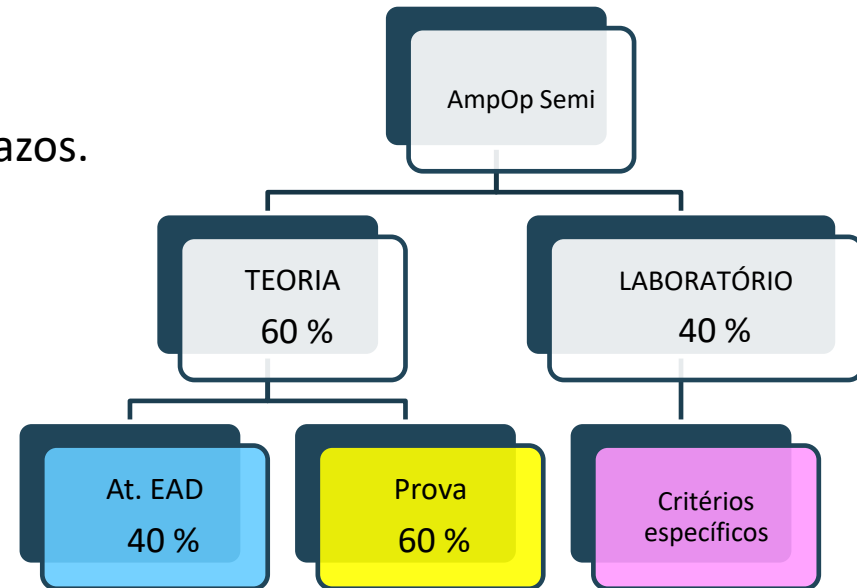 AmpOp Semi
azos.
TEORIA
60 %
LABORATÓRIO
40 %
At. EAD
40 %
Prova
60 %
Critérios
específicos